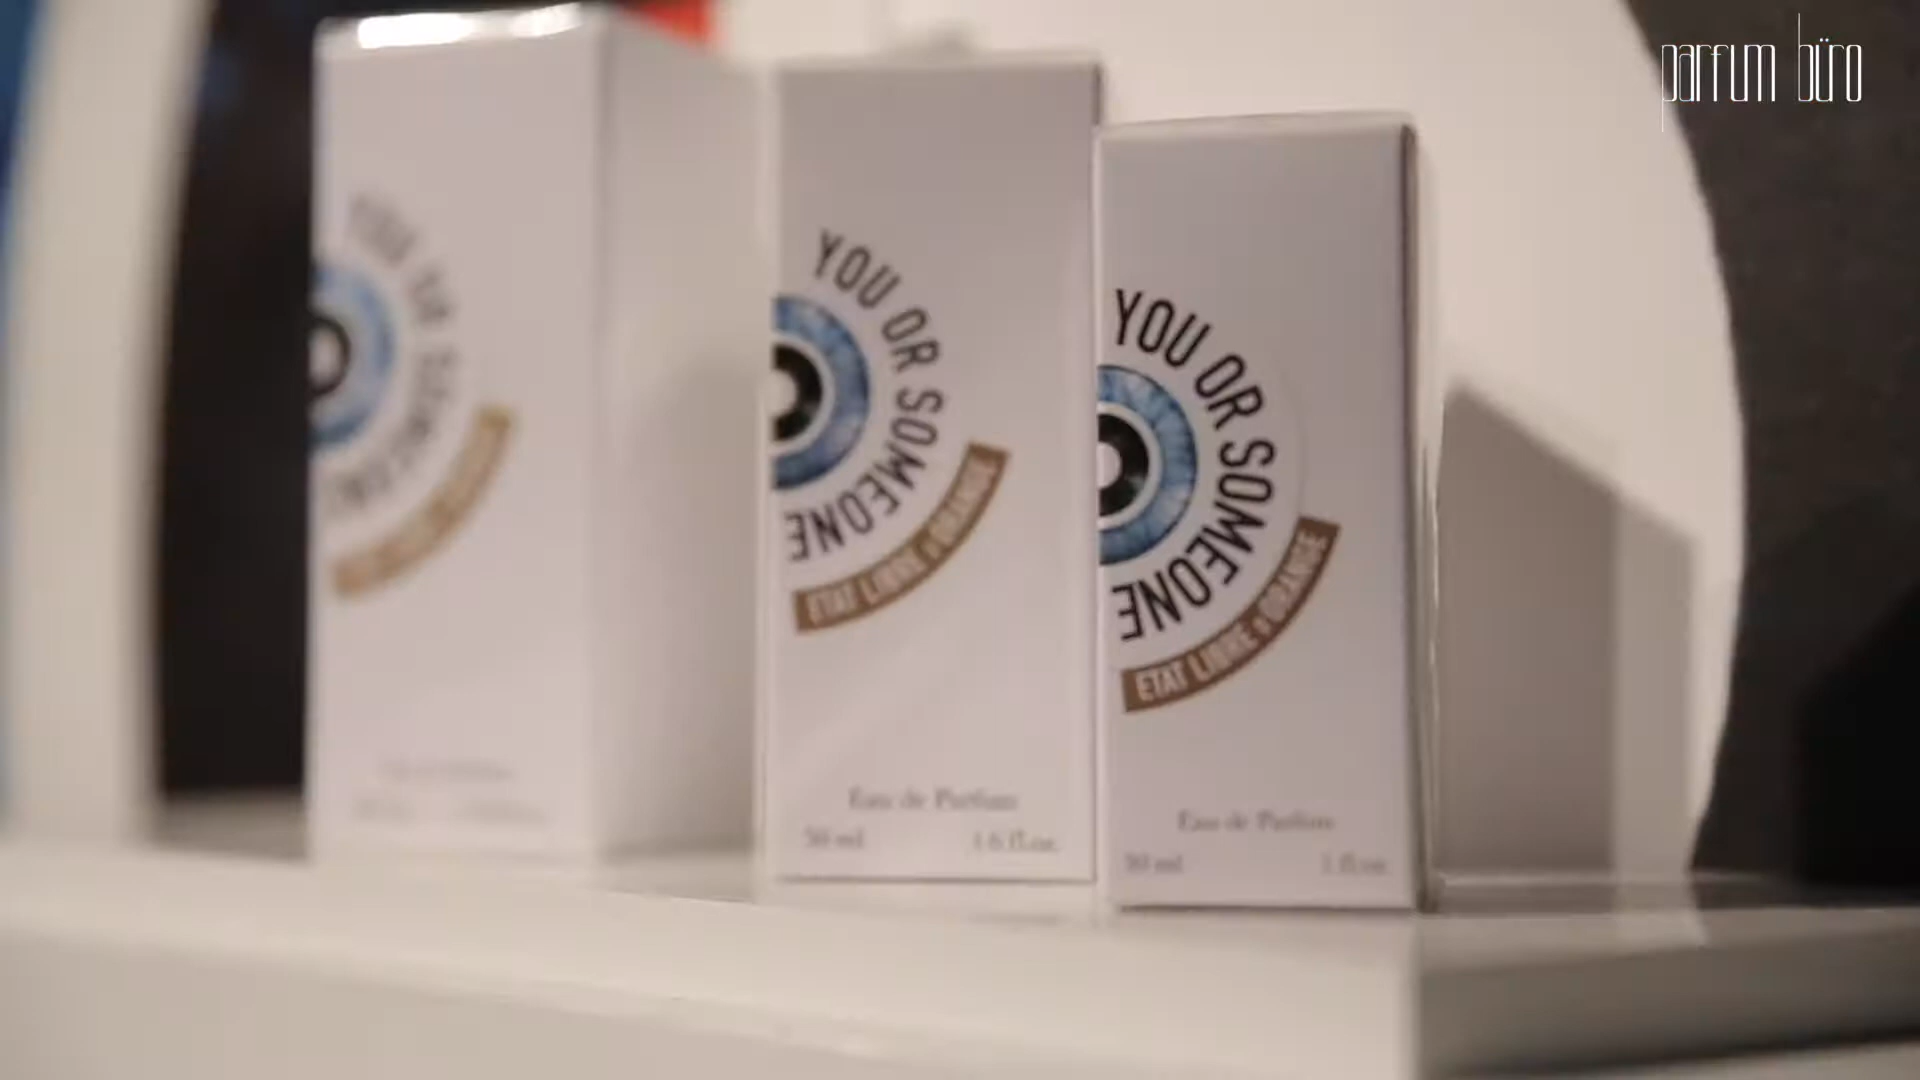 parfum büro
YOU OR SOMEONE
ETAT LIBRE d'ORANGE
Eau de Parfum
50 ml 1.6 fl.oz.
YOU OR SOMEONE
ETAT LIBRE d'ORANGE
Eau de Parfum
30 ml 1 fl.oz.